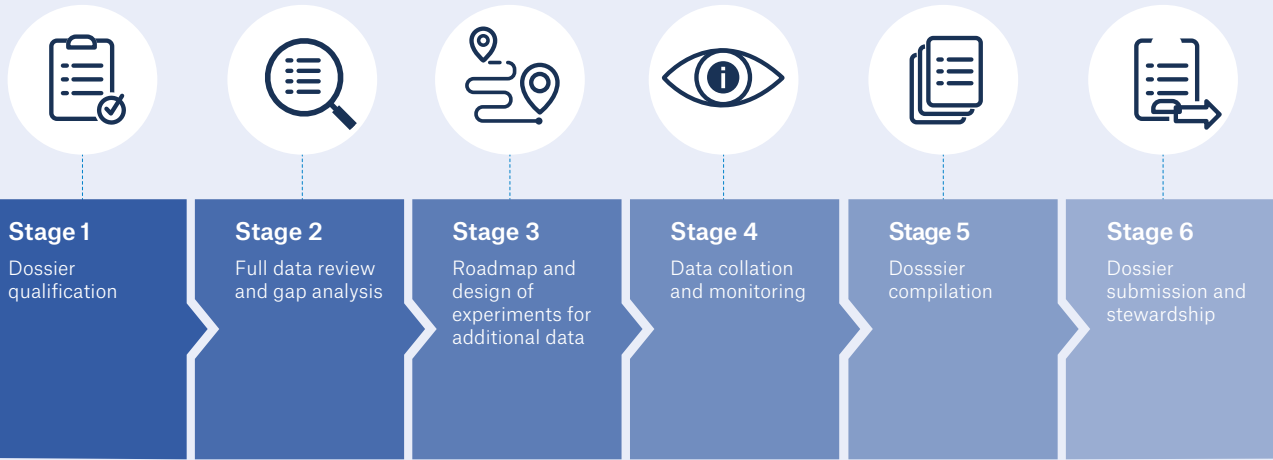 Stage 1
Dossier
qualification
Stage 2
Full data review
and gap analysis
Stage 3
Roadmap and
design of
experiments for
additional data
Stage 4
Data collation
and monitoring
Stage 5
Dosssier
compilation
Stage 6
Dossier
submission and
stewardship